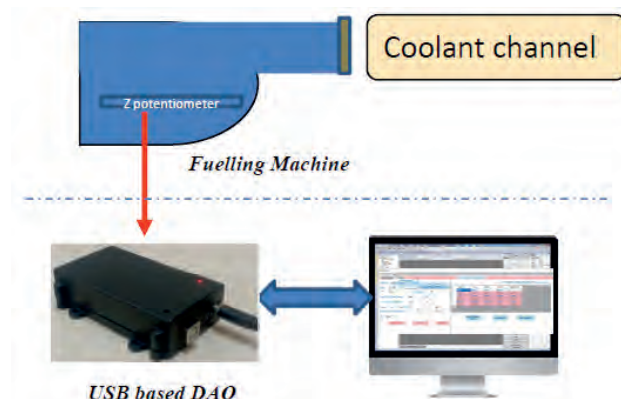 Coolant channel
Z potentiometer
Fuelling Machine
USB based DAQ